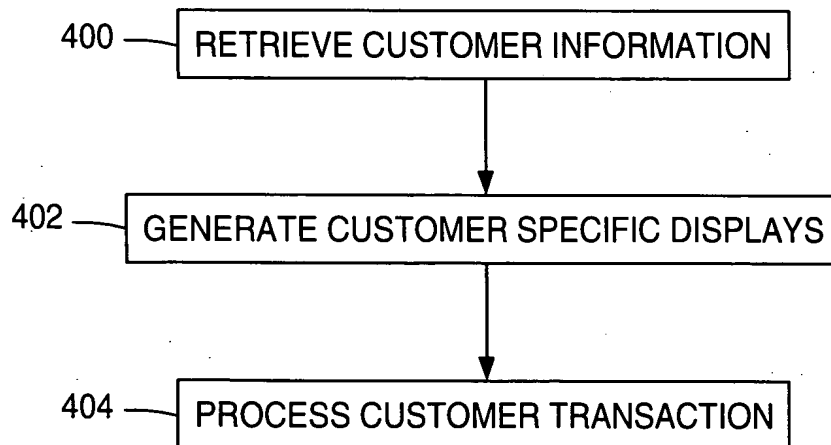 400 RETRIEVE CUSTOMER INFORMATION
402 GENERATE CUSTOMER SPECIFIC DISPLAYS
404 PROCESS CUSTOMER TRANSACTION